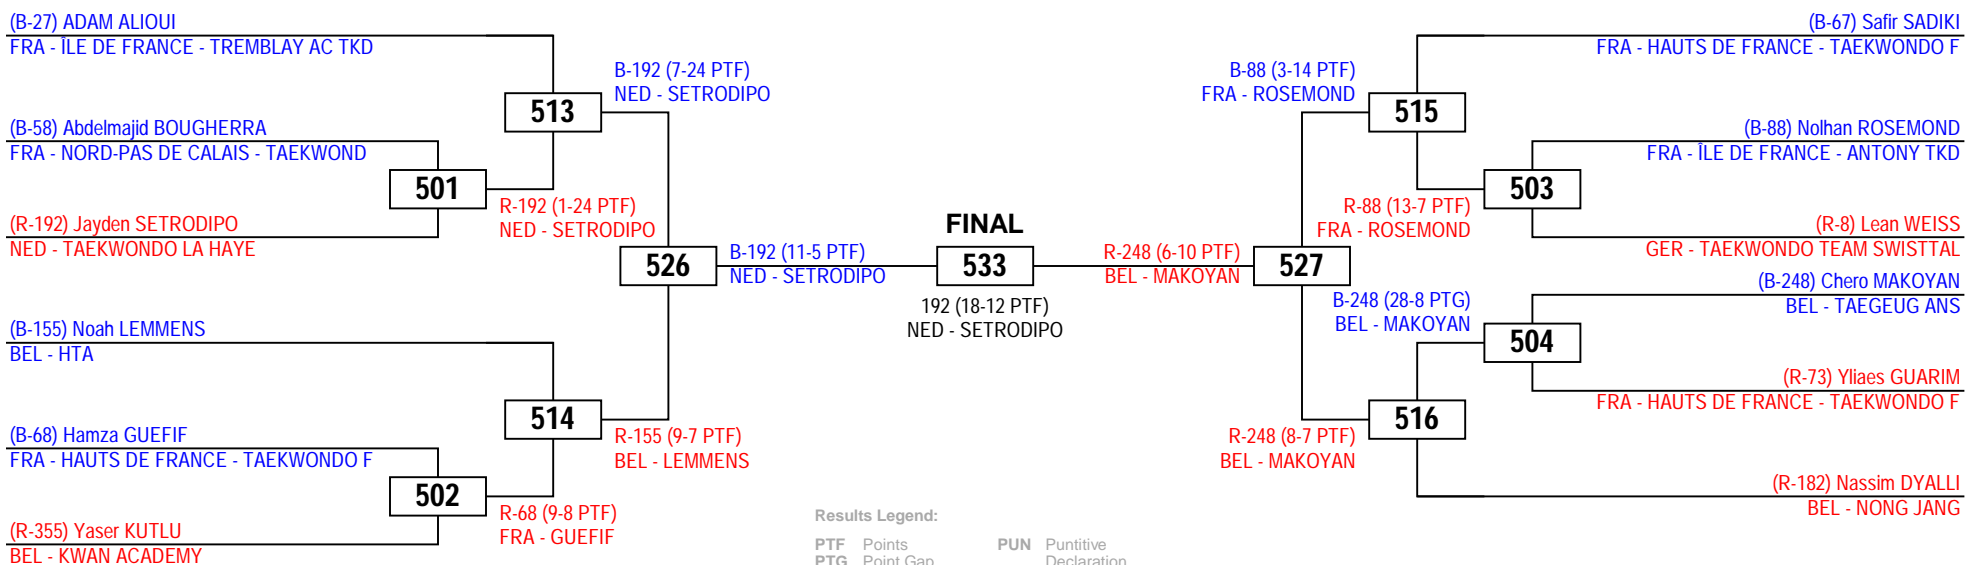 (B-27) ADAM ALIOUI
FRA - ÎLE DE FRANCE - TREMBLAY AC TKD
B-192 (7-24 PTF)
NED - SETRODIPO
513
(B-58) Abdelmajid BOUGHERRA
FRA - NORD-PAS DE CALAIS - TAEKWOND
501
R-192 (1-24 PTF)
NED - SETRODIPO
(R-192) Jayden SETRODIPO
NED - TAEKWONDO LA HAYE
526
B-192 (11-5 PTF)
NED - SETRODIPO
(B-155) Noah LEMMENS
BEL - HTA
514
R-155 (9-7 PTF)
BEL - LEMMENS
(B-68) Hamza GUEFIF
FRA - HAUTS DE FRANCE - TAEKWONDO F
502
R-68 (9-8 PTF)
FRA - GUEFIF
(R-355) Yaser KUTLU
BEL - KWAN ACADEMY
FINAL
533
192 (18-12 PTF)
NED - SETRODIPO
(B-67) Safir SADIKI
FRA - HAUTS DE FRANCE - TAEKWONDO F
B-88 (3-14 PTF)
FRA - ROSEMOND
515
(B-88) Nolhan ROSEMOND
FRA - ÎLE DE FRANCE - ANTONY TKD
503
R-88 (13-7 PTF)
FRA - ROSEMOND
(R-8) Lean WEISS
GER - TAEKWONDO TEAM SWISTTAL
R-248 (6-10 PTF)
BEL - MAKOYAN
527
(B-248) Chero MAKOYAN
BEL - TAEGEUG ANS
B-248 (28-8 PTG)
BEL - MAKOYAN
504
(R-73) Yliaes GUARIM
FRA - HAUTS DE FRANCE - TAEKWONDO F
516
R-248 (8-7 PTF)
BEL - MAKOYAN
(R-182) Nassim DYALLI
BEL - NONG JANG
Results Legend:
PTF Points PUN Puntitive
PTG Point Gap Declaration